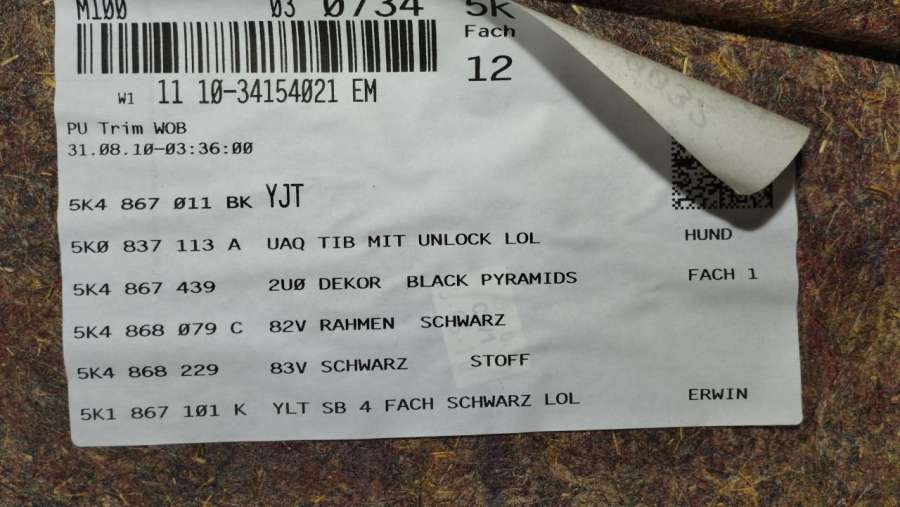 M100 03 0734 5k
Fach
12
W1 11 10-34154021 EM
PU Trim WOB
31.08.10-03:36:00
5K4 867 011 BK YJT
5K0 837 113 A UAQ TIB MIT UNLOCK LOL HUND
5K4 867 439 2U0 DEKOR BLACK PYRAMIDS FACH 1
5K4 868 079 C 82V RAHMEN SCHWARZ
5K4 868 229 83V SCHWARZ STOFF
5K1 867 101 K YLT SB 4 FACH SCHWARZ LOL ERWIN